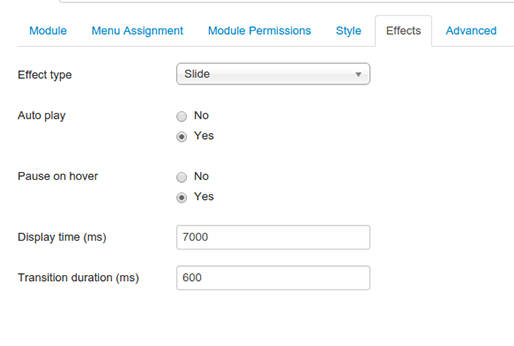 Module Menu Assignment Module Permissions Style Effects Advanced
Effect type Slide
Auto play No
Yes
Pause on hover No
Yes
Display time (ms) 7000
Transition duration (ms) 600